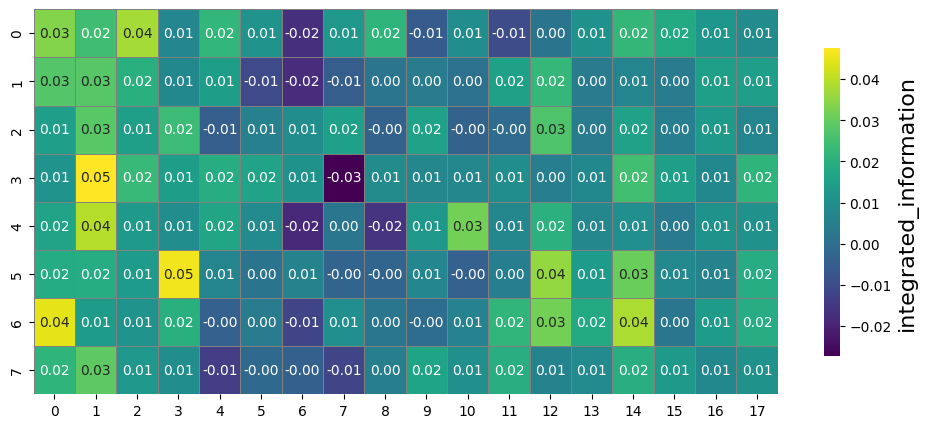 0 0.03 0.02 0.04 0.01 0.02 0.01 -0.02 0.01 0.02 -0.01 0.01 -0.01 0.00 0.01 0.02 0.02 0.01 0.01
1 0.03 0.03 0.02 0.01 0.01 -0.01 -0.02 -0.01 0.00 0.00 0.00 0.02 0.02 0.00 0.00 0.00 0.01 0.01
2 0.01 0.03 0.01 0.02 -0.01 0.01 0.01 0.02 -0.00 0.02 -0.00 -0.00 0.03 0.00 0.02 0.00 0.01 0.01
3 0.01 0.05 0.02 0.01 0.02 0.02 0.01 -0.03 0.01 0.01 0.01 0.01 0.00 0.01 0.02 0.01 0.01 0.02
4 0.02 0.04 0.01 0.01 0.02 0.01 -0.02 0.00 -0.02 0.01 0.03 0.01 0.02 0.01 0.01 0.00 0.01 0.01
5 0.02 0.02 0.01 0.05 0.01 0.00 0.01 -0.00 -0.00 0.01 -0.00 0.00 0.04 0.01 0.03 0.01 0.01 0.02
6 0.04 0.01 0.01 0.02 -0.00 0.00 -0.01 0.01 0.00 -0.00 0.01 0.02 0.03 0.02 0.04 0.00 0.01 0.02
7 0.02 0.03 0.01 0.01 -0.01 -0.00 -0.00 -0.01 0.00 0.02 0.01 0.02 0.01 0.01 0.02 0.01 0.01 0.01
0 1 2 3 4 5 6 7 8 9 10 11 12 13 14 15 16 17
0.04
0.03
0.02
0.01
0.00
−0.01
−0.02
integrated_information